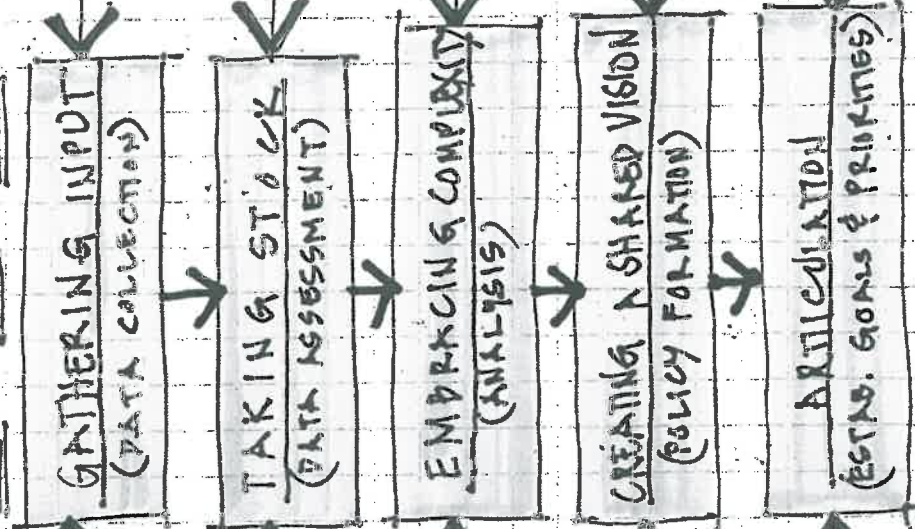 GATHERING INPUT
(DATA COLLECTION)
TAKING STOCK
(DATA ASSESSMENT)
EMBRACING COMPLEXITY
(ANALYSIS)
CREATING A SHARED VISION
(POLICY FORMATION)
ARTICULATION
(ESTAB. GOALS & PRIORITIES)